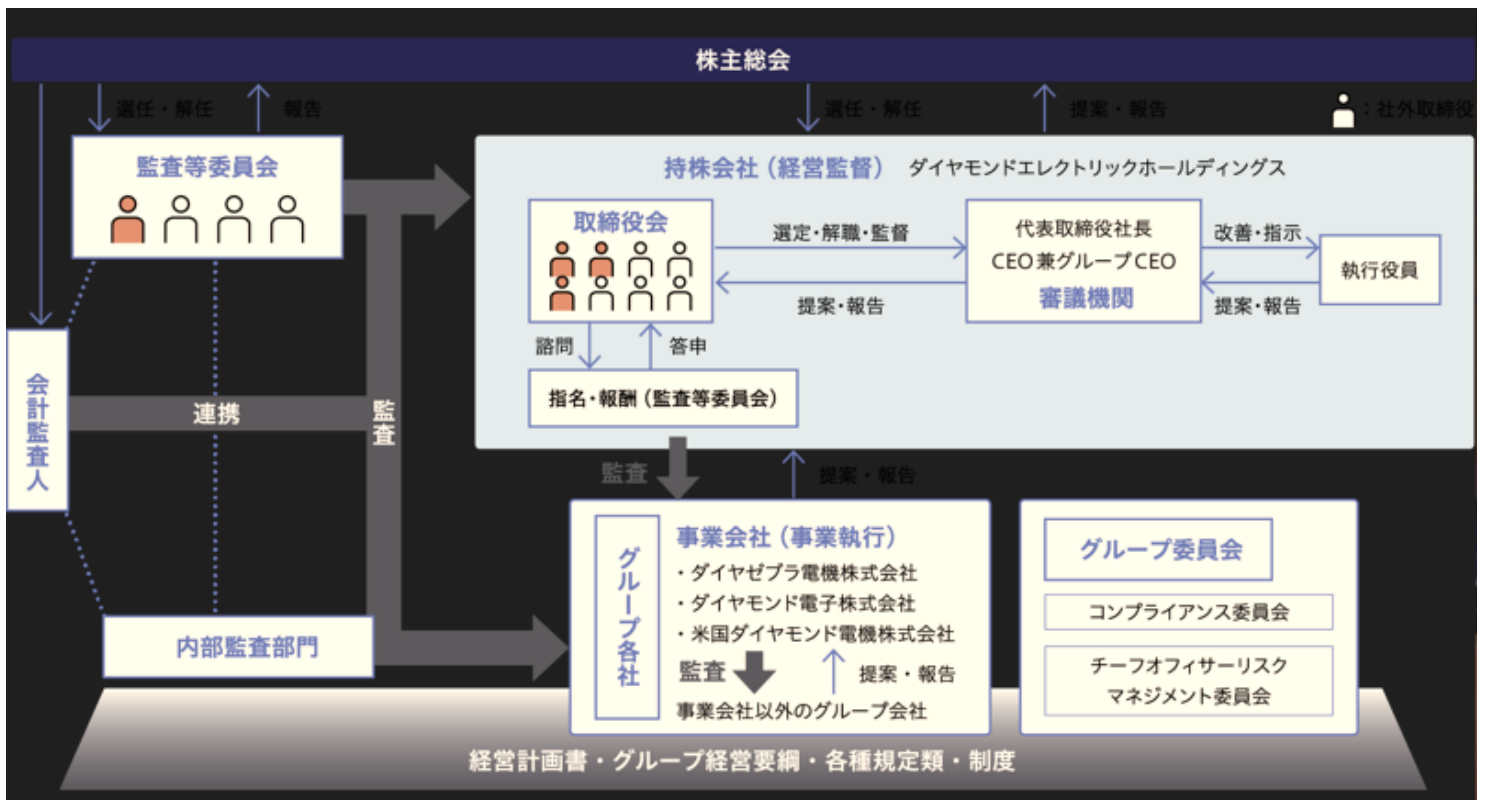 株主総会
選任・解任
報告
選任・解任
提案・報告
：社外取締役
監査等委員会
持株会社（経営監督）
ダイヤモンドエレクトリックホールディングス
取締役会
選定・解職・監督
提案・報告
代表取締役社長
CEO兼グループCEO
審議機関
改善・指示
提案・報告
執行役員
諮問
答申
指名・報酬（監査等委員会）
会計監査人
連携
監査
監査
提案・報告
グループ各社
事業会社（事業執行）
・ダイヤゼブラ電機株式会社
・ダイヤモンド電子株式会社
・米国ダイヤモンド電機株式会社
監査
提案・報告
事業会社以外のグループ会社
グループ委員会
コンプライアンス委員会
チーフオフィサーリスク
マネジメント委員会
内部監査部門
経営計画書・グループ経営要綱・各種規定類・制度